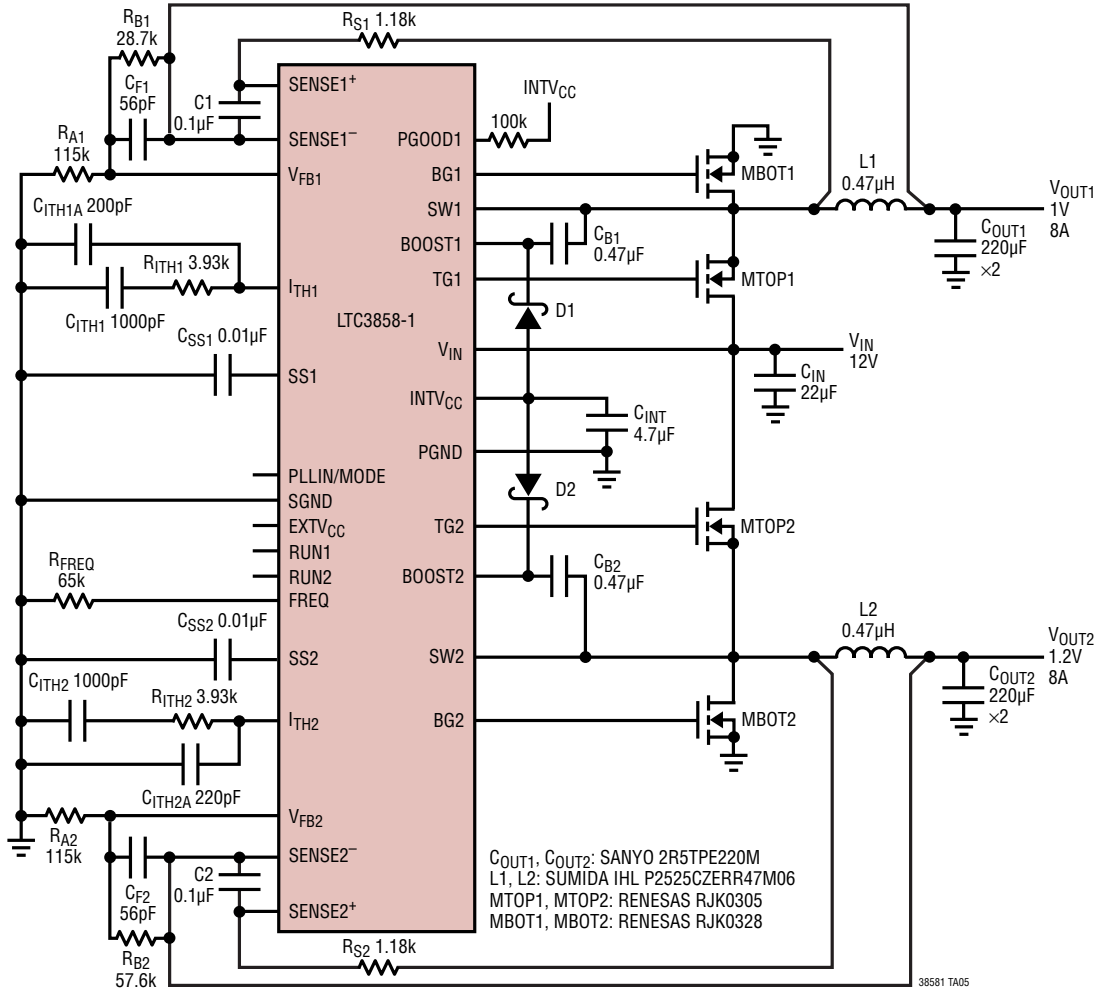 RB1
28.7k
RS1 1.18k
CF1
56pF
C1
0.1µF
RA1
115k
SENSE1+
SENSE1–
VFB1
INTVCC
100k
PGOOD1
BG1
MBOT1
L1
0.47µH
VOUT1
1V
8A
COUT1
220µF
×2
SW1
BOOST1
CB1
0.47µF
TG1
MTOP1
CITH1A 200pF
RITH1 3.93k
ITH1
CITH1 1000pF
LTC3858-1
D1
CSS1 0.01µF
SS1
VIN
VIN
12V
CIN
22µF
INTVCC
CINT
4.7µF
PGND
PLLIN/MODE
SGND
EXTVCC
RUN1
RUN2
FREQ
D2
TG2
MTOP2
RFREQ
65k
BOOST2
CB2
0.47µF
CSS2 0.01µF
SS2
SW2
L2
0.47µH
VOUT2
1.2V
8A
COUT2
220µF
×2
CITH2 1000pF
RITH2 3.93k
ITH2
BG2
MBOT2
CITH2A 220pF
VFB2
RA2
115k
CF2
56pF
C2
0.1µF
SENSE2–
SENSE2+
RB2
57.6k
RS2 1.18k
COUT1, COUT2: SANYO 2R5TPE220M
L1, L2: SUMIDA IHL P2525CZERR47M06
MTOP1, MTOP2: RENESAS RJK0305
MBOT1, MBOT2: RENESAS RJK0328
38581 TA05